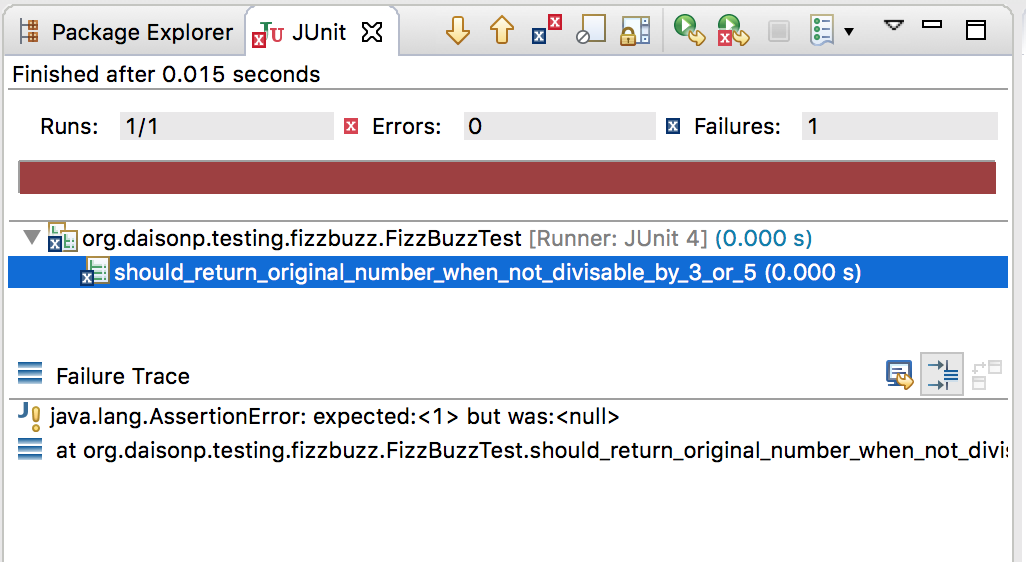 Package Explorer JUnit
Finished after 0.015 seconds
Runs: 1/1 Errors: 0 Failures: 1
org.daisonp.testing.fizzbuzz.FizzBuzzTest [Runner: JUnit 4] (0.000 s)
should_return_original_number_when_not_divisable_by_3_or_5 (0.000 s)
Failure Trace
java.lang.AssertionError: expected:<1> but was:<null>
at org.daisonp.testing.fizzbuzz.FizzBuzzTest.should_return_original_number_when_not_divis